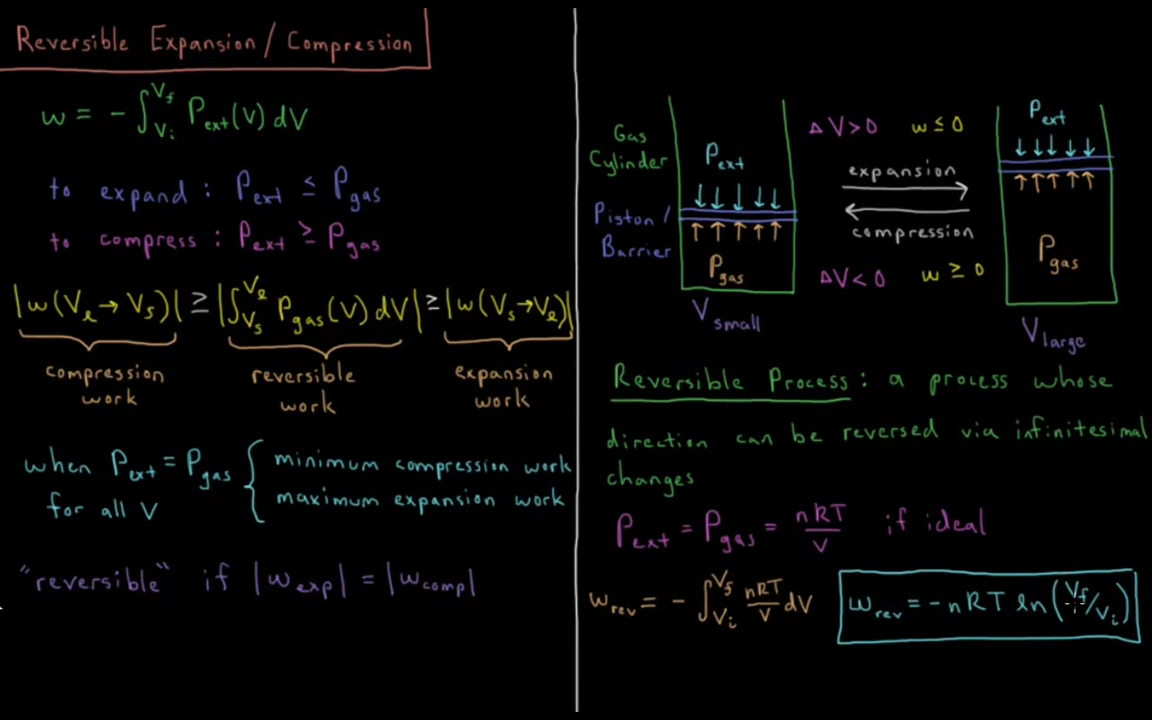 Reversible Expansion / Compression
w = - ∫_{V_i}^{V_f} P_ext(V) dV
to expand : P_ext ≤ P_gas
to compress : P_ext ≥ P_gas
|w(V_ℓ → V_s)| ≥ |∫_{V_s}^{V_ℓ} P_gas(V) dV| ≥ |w(V_s → V_ℓ)|
compression work
reversible work
expansion work
when P_ext = P_gas for all V
minimum compression work
maximum expansion work
"reversible" if |w_exp| = |w_comp|
Gas
Cylinder
Piston /
Barrier
P_ext
P_gas
V_small
ΔV > 0 w ≤ 0
expansion
compression
ΔV < 0 w ≥ 0
P_ext
P_gas
V_large
Reversible Process : a process whose
direction can be reversed via infinitesimal
changes
P_ext = P_gas = nRT/V if ideal
w_rev = - ∫_{V_i}^{V_f} nRT/V dV
w_rev = - nRT ln(V_f/V_i)